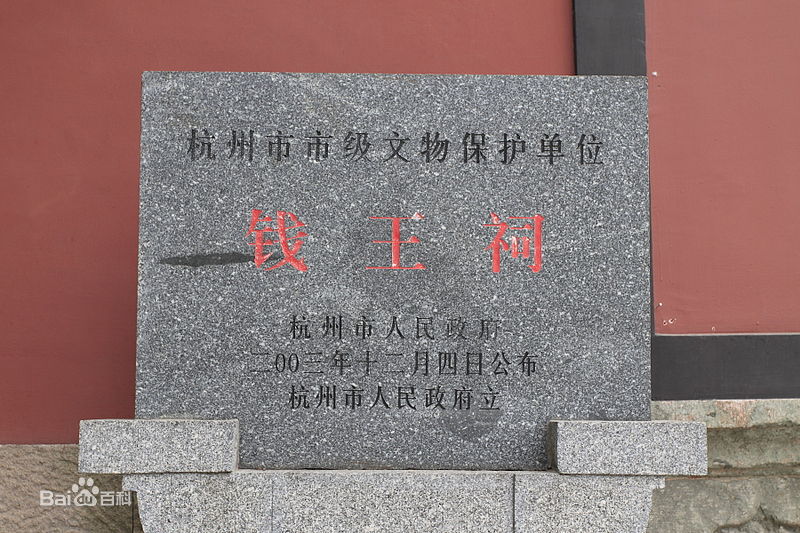 杭州市市级文物保护单位
钱王祠
杭州市人民政府
二00三年十二月四日公布
杭州市人民政府立
Bai百科